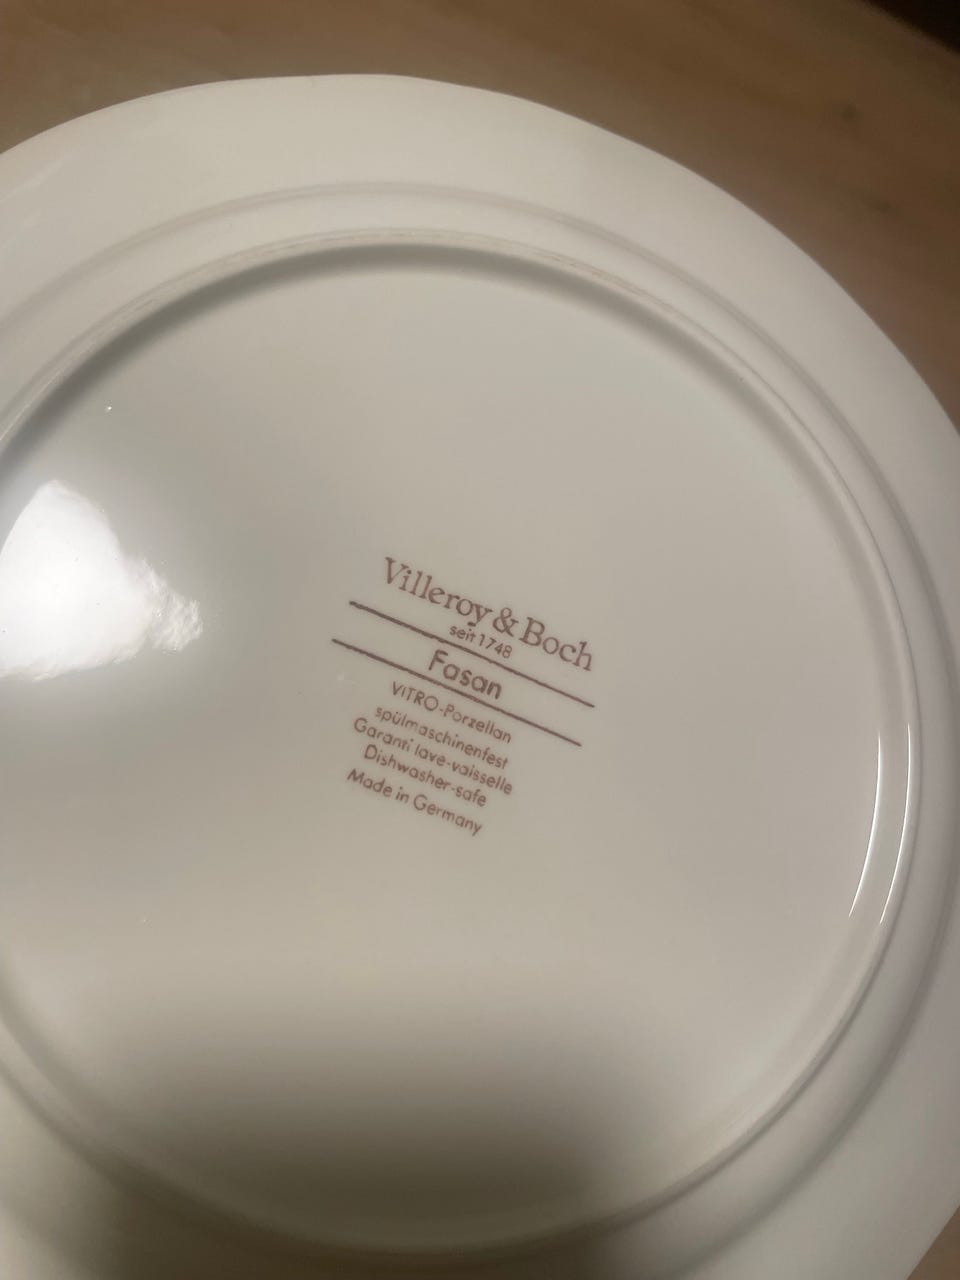 Villeroy & Boch
seit 1748
Fasan
VITRO-Porzellan
spülmaschinenfest
Garanti lave-vaisselle
Dishwasher-safe
Made in Germany